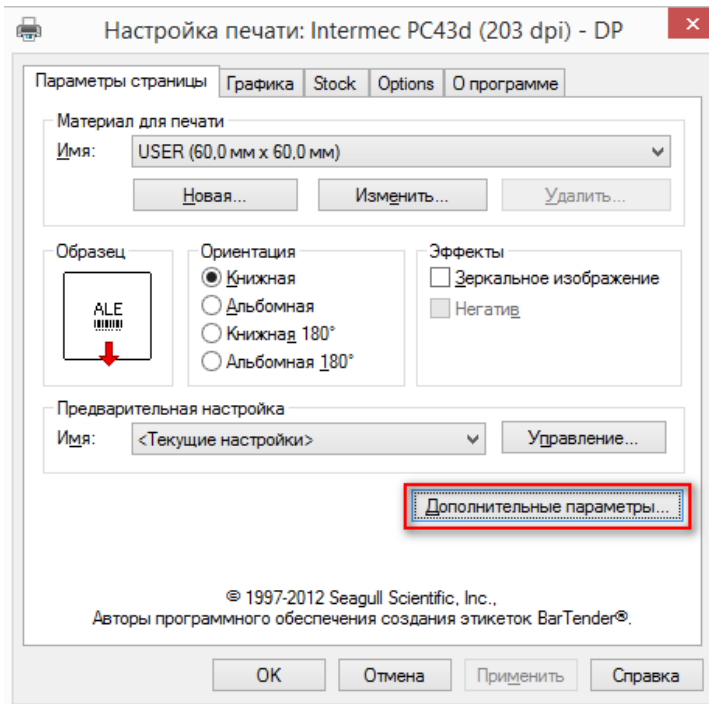 Настройка печати: Intermec PC43d (203 dpi) - DP
Параметры страницы Графика Stock Options О программе
Материал для печати
Имя: USER (60,0 мм x 60,0 мм)
Новая... Изменить... Удалить...
Образец Ориентация Эффекты
ALE
Книжная Зеркальное изображение
Альбомная Негатив
Книжная 180°
Альбомная 180°
Предварительная настройка
Имя: <Текущие настройки> Управление...
Дополнительные параметры...
© 1997-2012 Seagull Scientific, Inc.,
Авторы программного обеспечения создания этикеток BarTender®.
OK Отмена Применить Справка